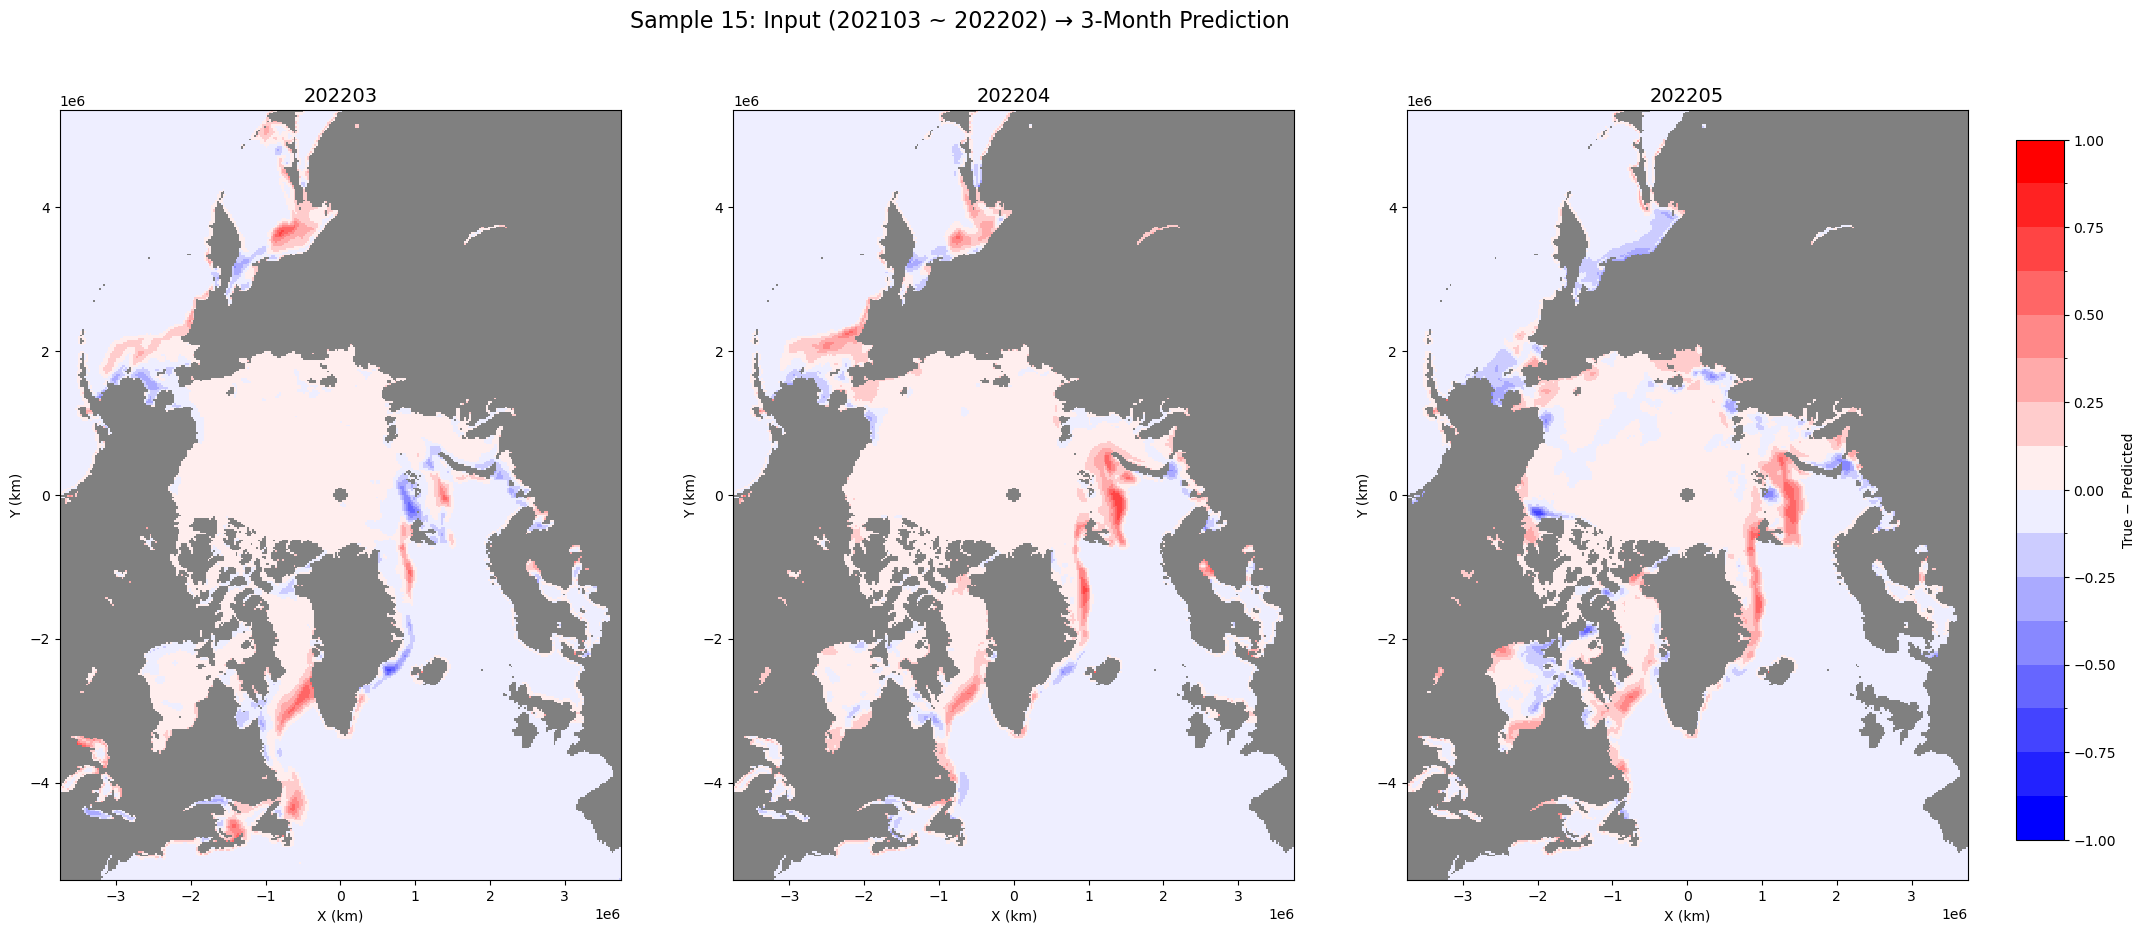 Sample 15: Input (202103 ~ 202202) → 3-Month Prediction
202203
1e6
4
2
0
−2
−4
Y (km)
−3 −2 −1 0 1 2 3
X (km)
1e6
202204
1e6
4
2
0
−2
−4
Y (km)
−3 −2 −1 0 1 2 3
X (km)
1e6
202205
1e6
4
2
0
−2
−4
Y (km)
−3 −2 −1 0 1 2 3
X (km)
1e6
1.00
0.75
0.50
0.25
0.00
−0.25
−0.50
−0.75
−1.00
True − Predicted